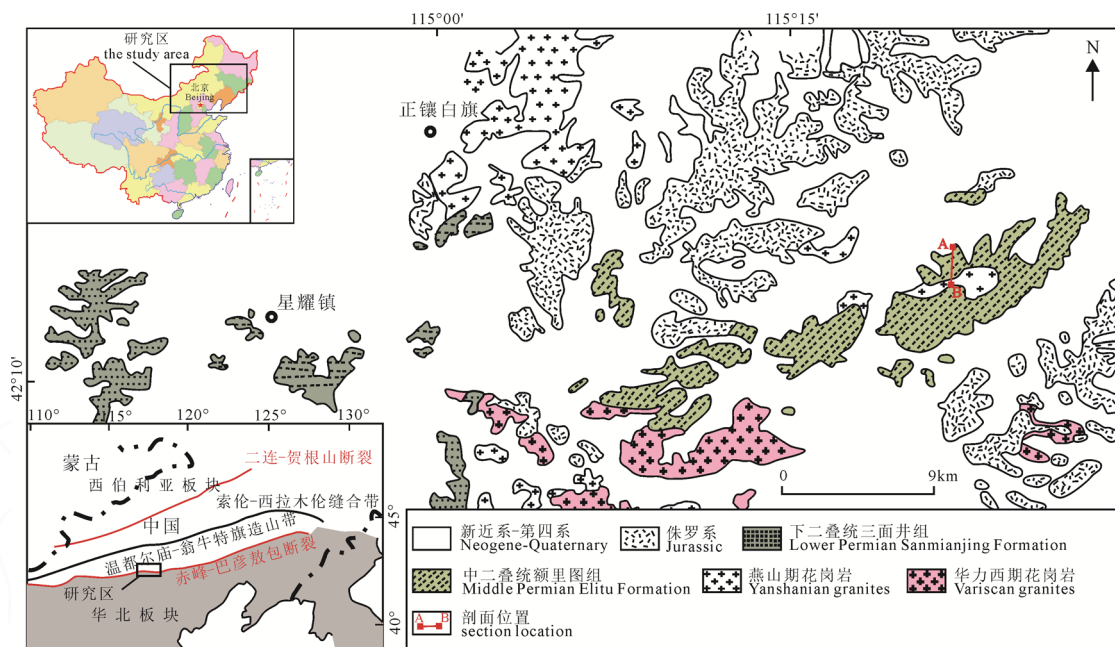 115°00′
115°15′
研究区
the study area
北京
Beijing
N
正镶白旗
A
B
星耀镇
42°10'
0
9km
110°
115°
120°
125°
130°
蒙古
二连-贺根山断裂
西伯利亚板块
索伦-西拉木伦缝合带
中国
45°
温都尔庙-翁牛特旗造山带
赤峰-巴彦敖包断裂
研究区
华北板块
40°
新近系-第四系
Neogene-Quaternary
侏罗系
Jurassic
下二叠统三面井组
Lower Permian Sanmianjing Formation
中二叠统额里图组
Middle Permian Elitu Formation
燕山期花岗岩
Yanshanian granites
华力西期花岗岩
Variscan granites
A
B
剖面位置
section location